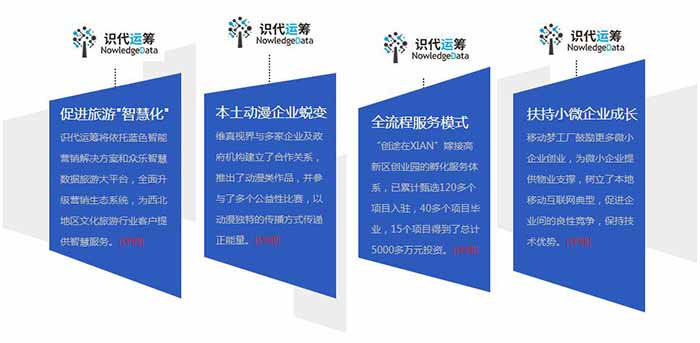 识代运筹
NowledgeData
促进旅游"智慧化"
识代运筹将依托蓝色智能
营销解决方案和众乐智慧
数据旅游大平台，全面升
级营销生态系统，为西北
地区文化旅游行业客户提
供智慧服务。[详细]
识代运筹
NowledgeData
本土动漫企业蜕变
维真视界与多家企业及政
府机构建立了合作关系，
推出了动漫类作品，并参
与了多个公益性比赛，以
动漫独特的传播方式传递
正能量。[详细]
识代运筹
NowledgeData
全流程服务模式
"创途在XIAN"嫁接高
新区创业园的孵化服务体
系，已累计甄选120多个
项目入驻，40多个项目毕
业，15个项目得到了总计
5000多万元投资。[详细]
识代运筹
NowledgeData
扶持小微企业成长
移动梦工厂鼓励更多微小
企业创业，为微小企业提
供物业支撑，树立了本地
移动互联网典型，促进企
业间的良性竞争，保持技
术优势。[详细]